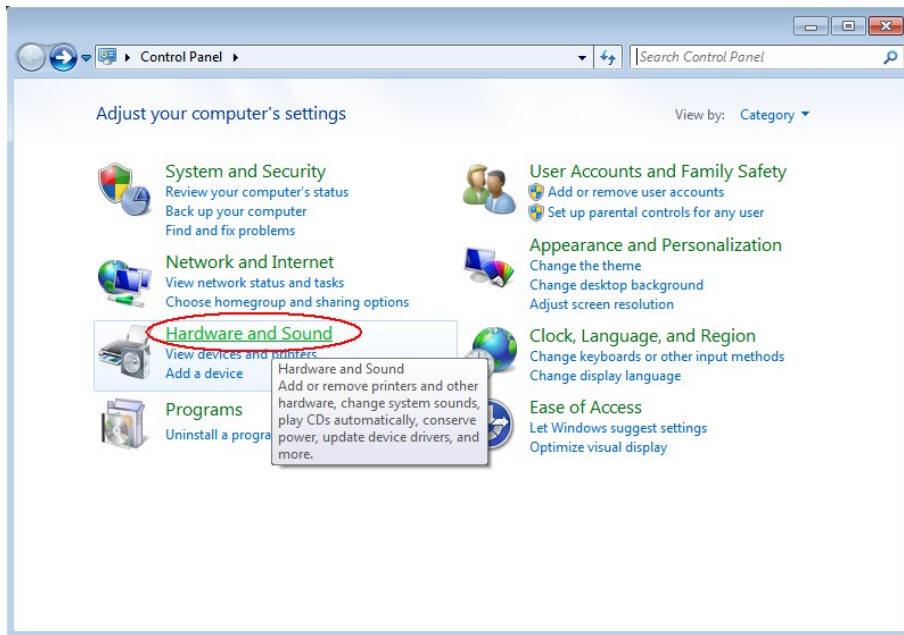 Control Panel
Search Control Panel
Adjust your computer's settings
View by: Category
System and Security
Review your computer's status
Back up your computer
Find and fix problems
Network and Internet
View network status and tasks
Choose homegroup and sharing options
Hardware and Sound
View devices and printers
Add a device
Hardware and Sound
Add or remove printers and other
hardware, change system sounds,
play CDs automatically, conserve
power, update device drivers, and
more.
Programs
Uninstall a
User Accounts and Family Safety
Add or remove user accounts
Set up parental controls for any user
Appearance and Personalization
Change the theme
Change desktop background
Adjust screen resolution
Clock, Language, and Region
Change keyboards or other input methods
Change display language
Ease of Access
Let Windows suggest settings
Optimize visual display